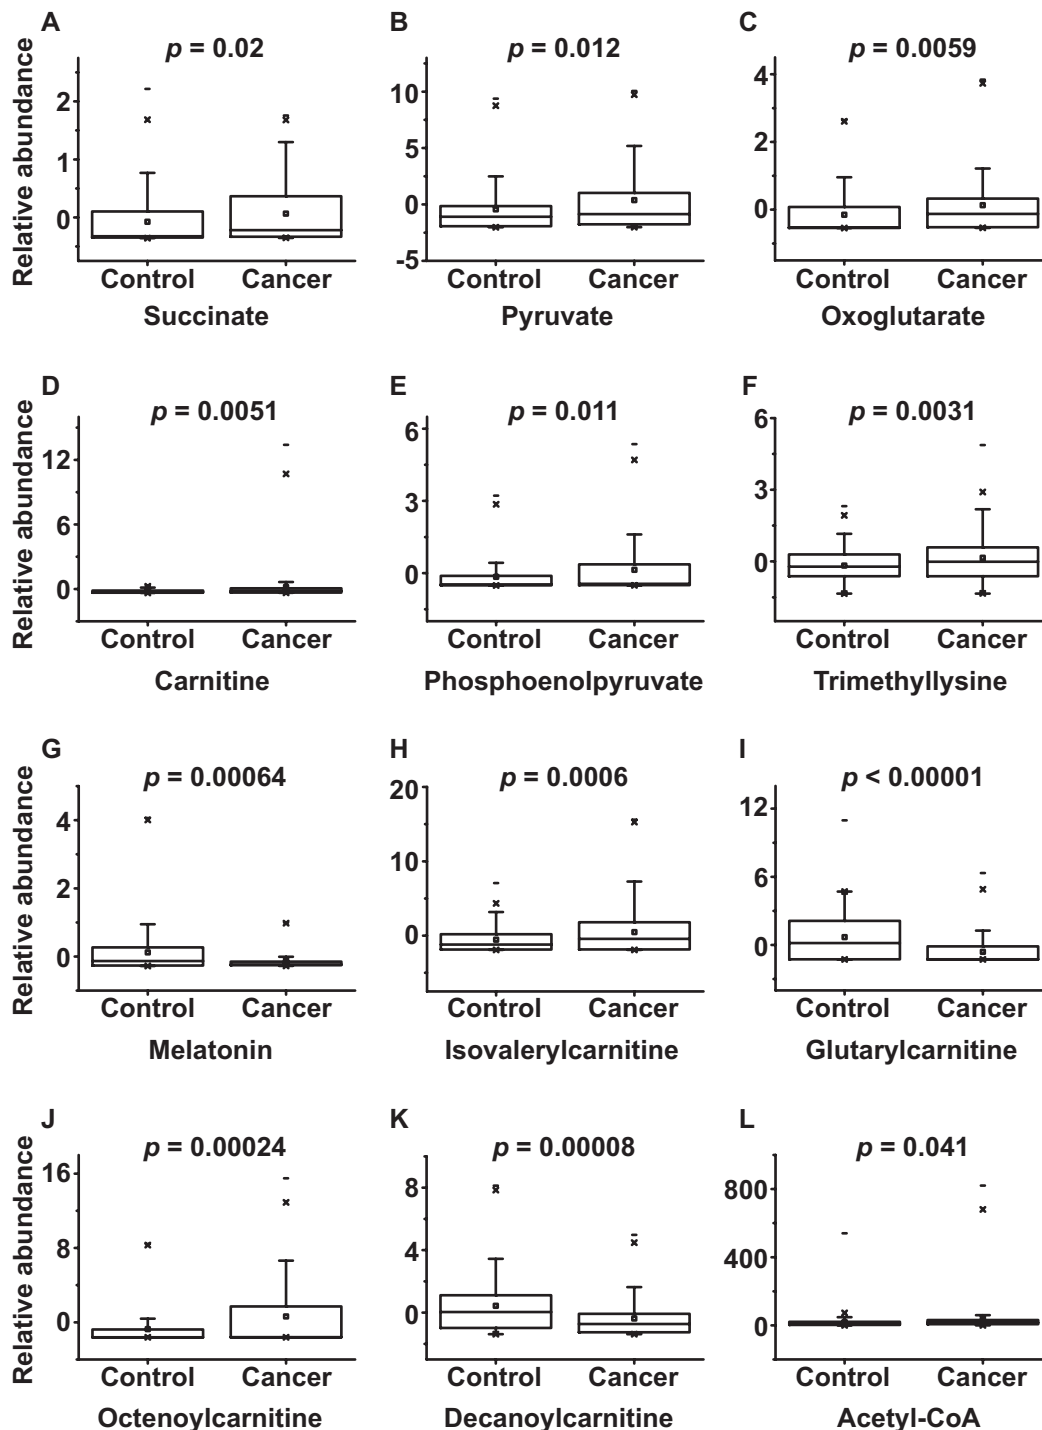 A
p = 0.02
Relative abundance
2
1
0
Control Cancer
Succinate
B
p = 0.012
10
5
0
-5
Control Cancer
Pyruvate
C
p = 0.0059
4
2
0
Control Cancer
Oxoglutarate
D
p = 0.0051
Relative abundance
12
6
0
Control Cancer
Carnitine
E
p = 0.011
6
3
0
Control Cancer
Phosphoenolpyruvate
F
p = 0.0031
6
3
0
Control Cancer
Trimethyllysine
G
p = 0.00064
Relative abundance
4
2
0
Control Cancer
Melatonin
H
p = 0.0006
20
10
0
Control Cancer
Isovalerylcarnitine
I
p < 0.00001
12
6
0
Control Cancer
Glutarylcarnitine
J
p = 0.00024
Relative abundance
16
8
0
Control Cancer
Octenoylcarnitine
K
p = 0.00008
8
4
0
Control Cancer
Decanoylcarnitine
L
p = 0.041
800
400
0
Control Cancer
Acetyl-CoA